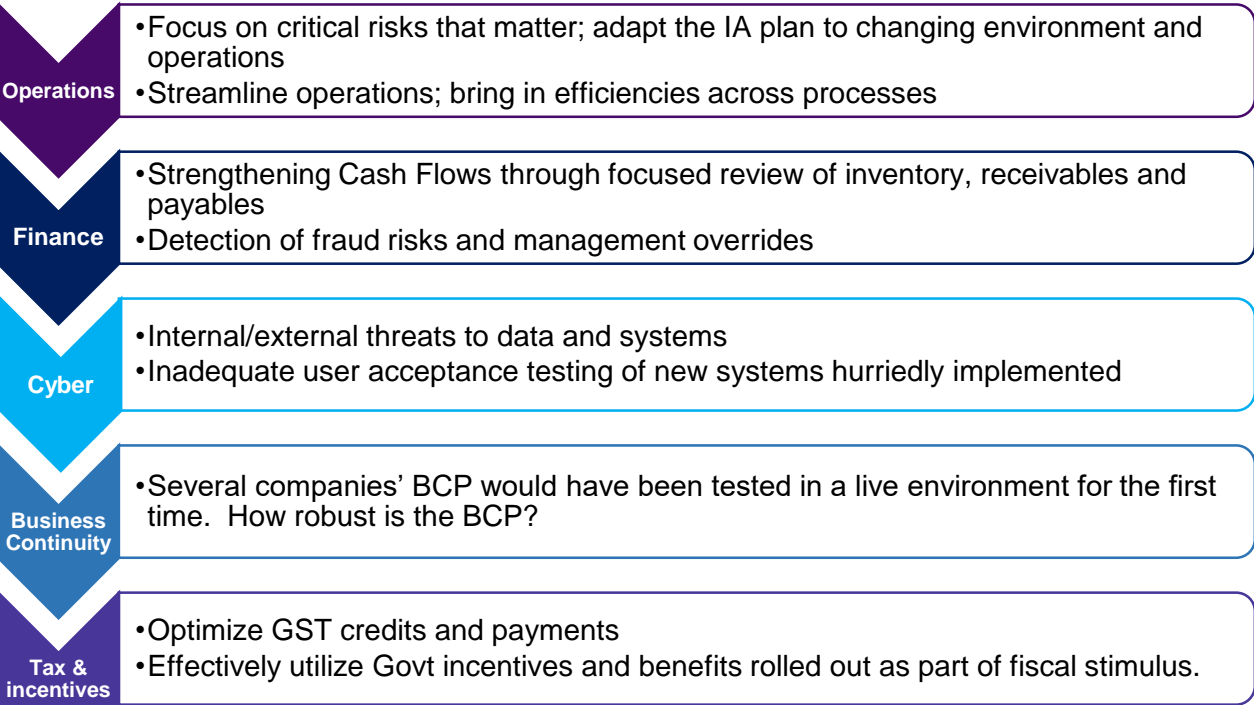 Operations
•Focus on critical risks that matter; adapt the IA plan to changing environment and
operations
•Streamline operations; bring in efficiencies across processes
Finance
•Strengthening Cash Flows through focused review of inventory, receivables and
payables
•Detection of fraud risks and management overrides
Cyber
•Internal/external threats to data and systems
•Inadequate user acceptance testing of new systems hurriedly implemented
Business
Continuity
•Several companies’ BCP would have been tested in a live environment for the first
time.  How robust is the BCP?
Tax &
incentives
•Optimize GST credits and payments
•Effectively utilize Govt incentives and benefits rolled out as part of fiscal stimulus.